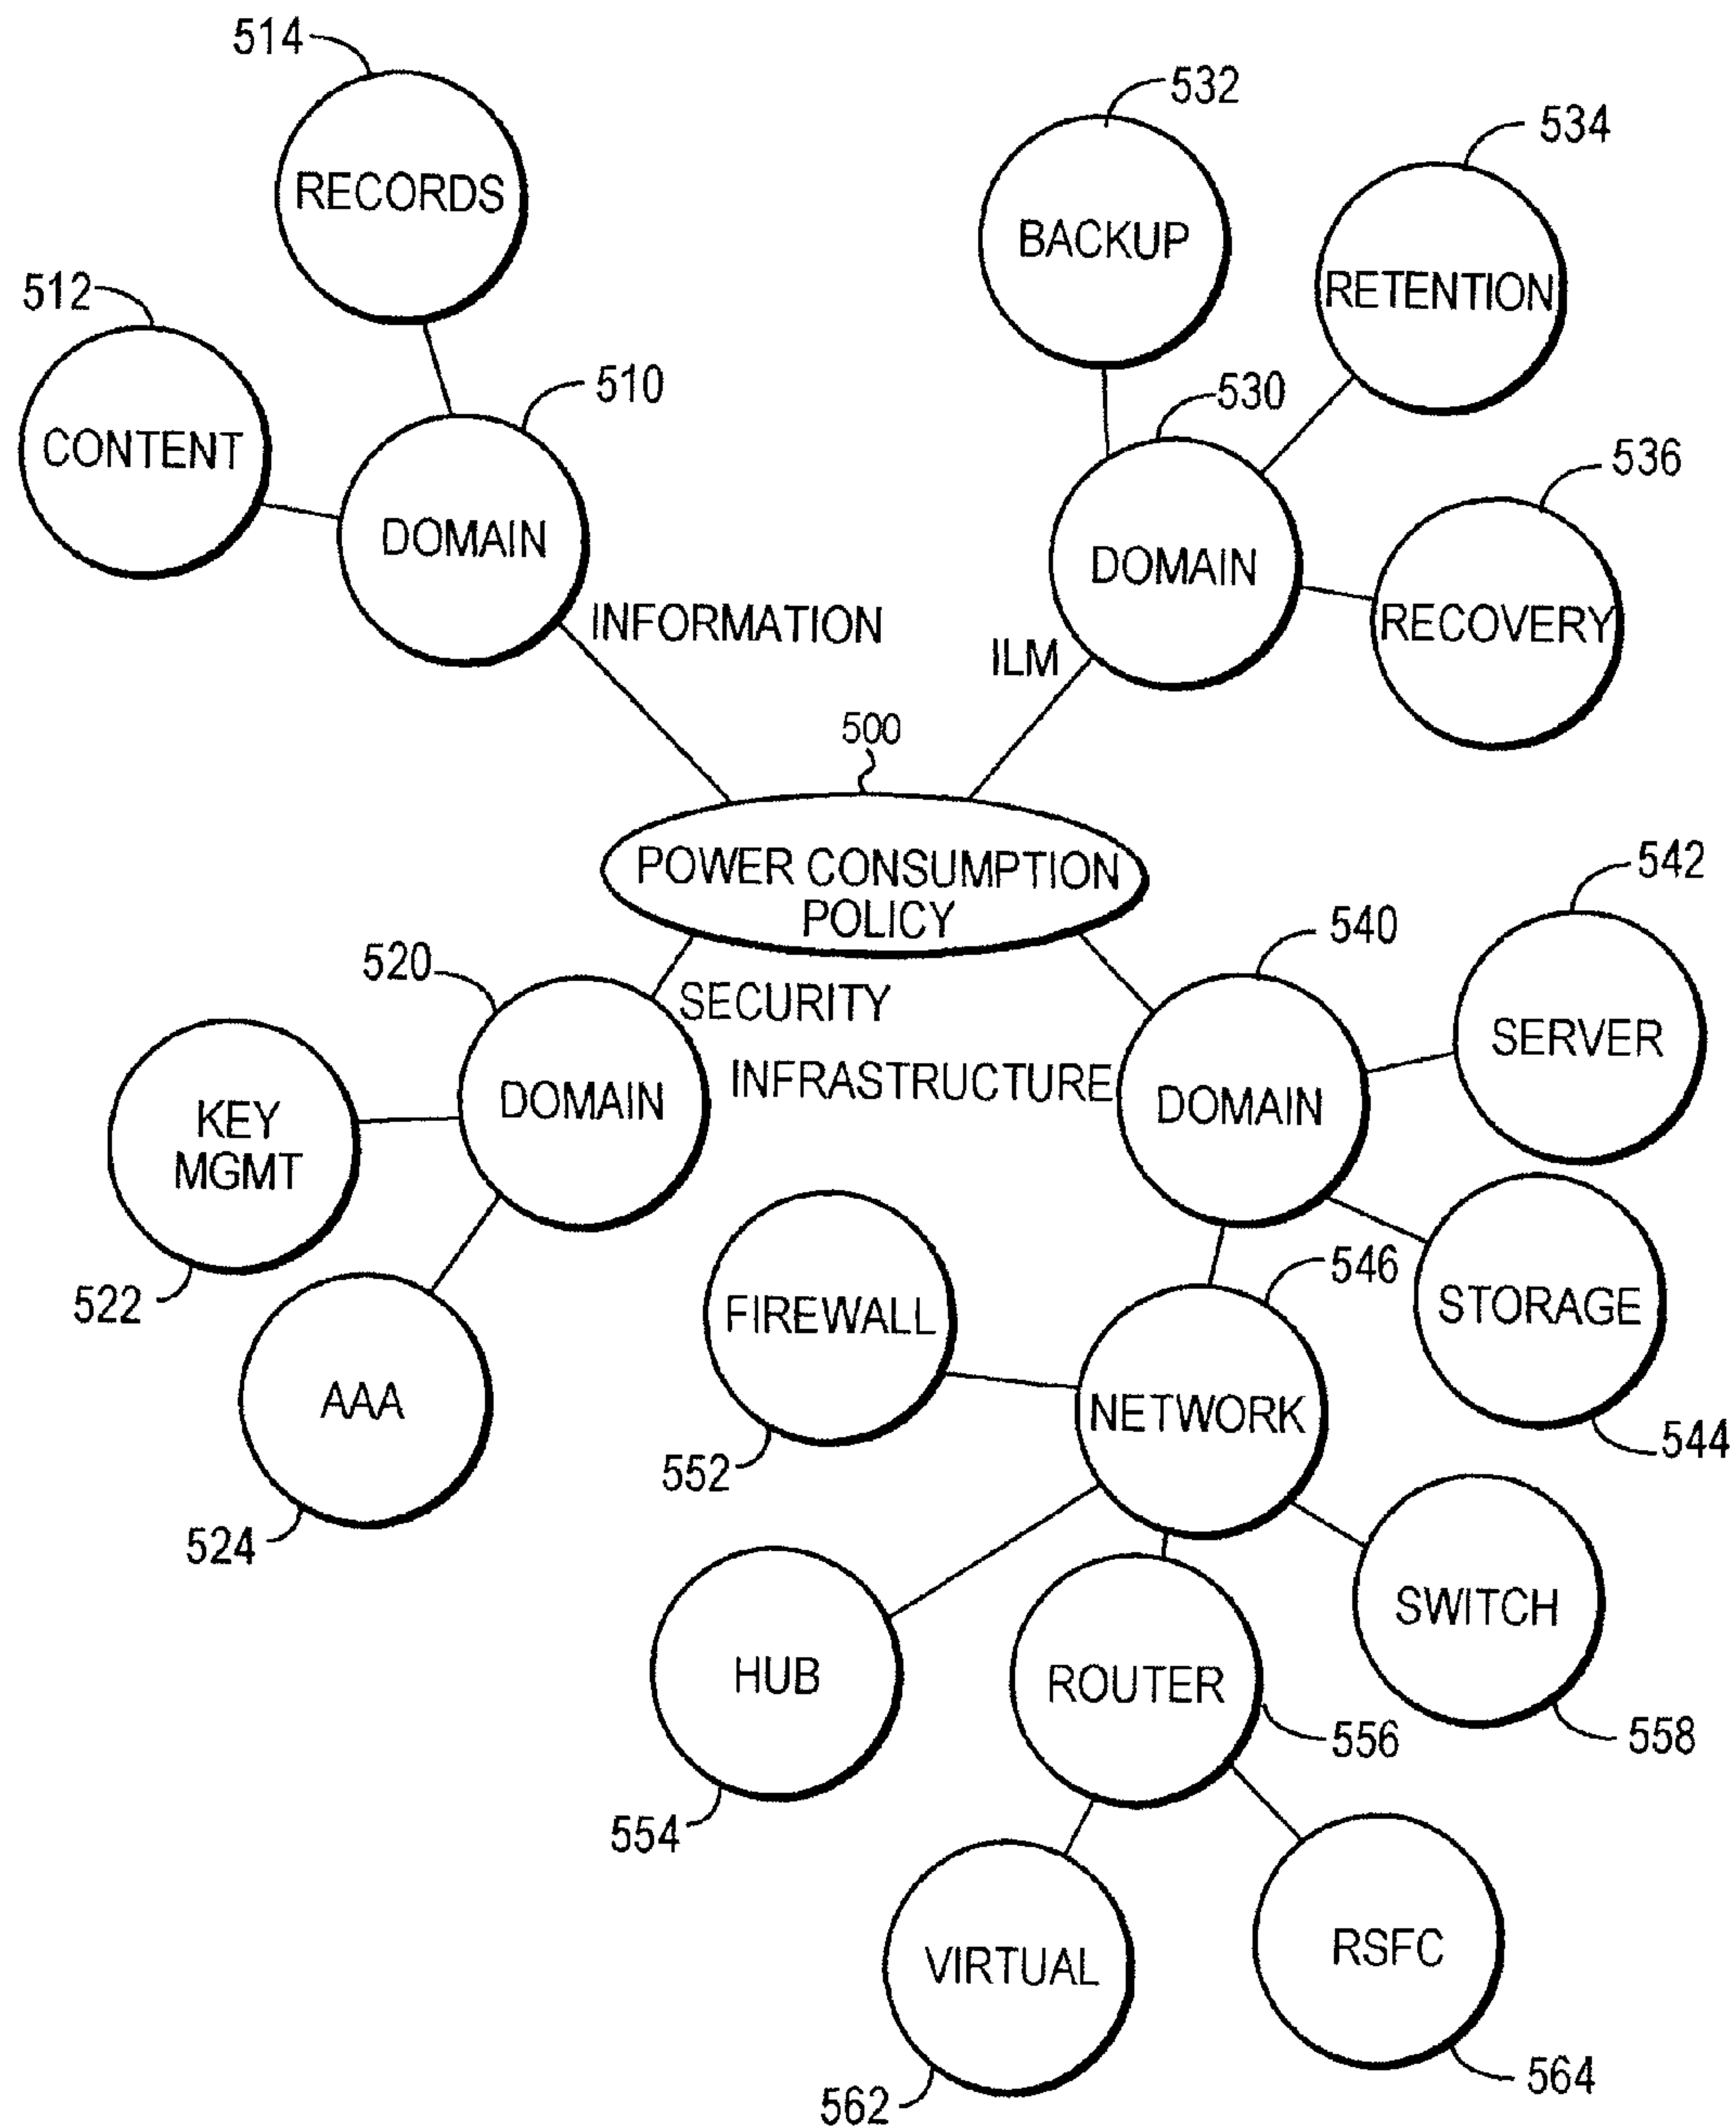 514
RECORDS
532
BACKUP
534
RETENTION
512
CONTENT
510
DOMAIN
INFORMATION
530
DOMAIN
ILM
536
RECOVERY
500
POWER CONSUMPTION
POLICY
520
DOMAIN
SECURITY
KEY
MGMT
522
AAA
524
540
DOMAIN
INFRASTRUCTURE
542
SERVER
STORAGE
544
546
NETWORK
FIREWALL
552
HUB
554
ROUTER
556
SWITCH
558
VIRTUAL
562
RSFC
564